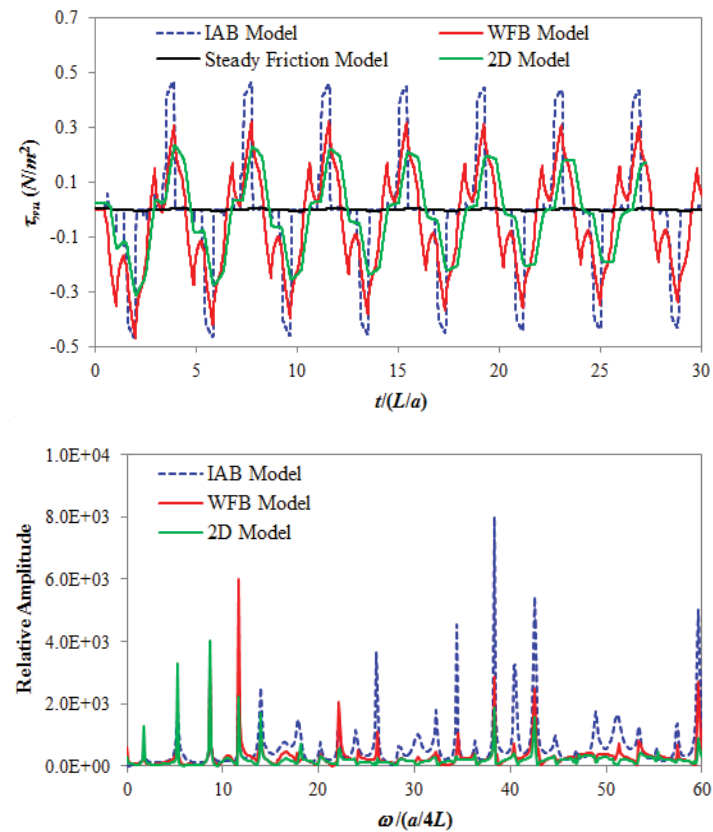 IAB Model
WFB Model
Steady Friction Model
2D Model
0.7
0.5
0.3
0.1
-0.1
-0.3
-0.5
τwu (N/m²)
0 5 10 15 20 25 30
t/(L/a)
IAB Model
WFB Model
2D Model
1.0E+04
8.0E+03
6.0E+03
4.0E+03
2.0E+03
0.0E+00
Relative Amplitude
0 10 20 30 40 50 60
ω/(a/4L)